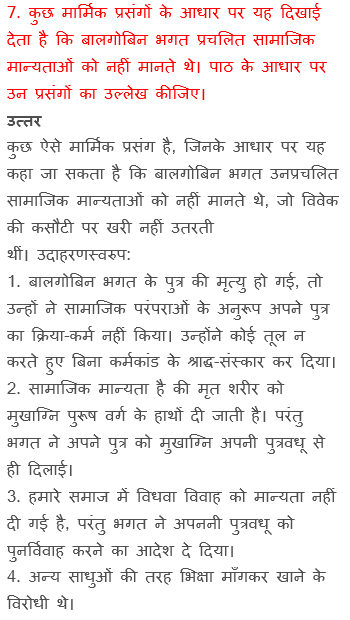 7. कुछ मार्मिक प्रसंगों के आधार पर यह दिखाई
देता है कि बालगोबिन भगत प्रचलित सामाजिक
मान्यताओं को नहीं मानते थे। पाठ के आधार पर
उन प्रसंगों का उल्लेख कीजिए।
उत्तर
कुछ ऐसे मार्मिक प्रसंग है, जिनके आधार पर यह
कहा जा सकता है कि बालगोबिन भगत उनप्रचलित
सामाजिक मान्यताओं को नहीं मानते थे, जो विवेक
की कसौटी पर खरी नहीं उतरती
थीं। उदाहरणस्वरुप:
1. बालगोबिन भगत के पुत्र की मृत्यु हो गई, तो
उन्हों ने सामाजिक परंपराओं के अनुरूप अपने पुत्र
का क्रिया-कर्म नहीं किया। उन्होंने कोई तूल न
करते हुए बिना कर्मकांड के श्राद्ध-संस्कार कर दिया।
2. सामाजिक मान्यता है की मृत शरीर को
मुखाग्नि पुरूष वर्ग के हाथों दी जाती है। परंतु
भगत ने अपने पुत्र को मुखाग्नि अपनी पुत्रवधू से
ही दिलाई।
3. हमारे समाज में विधवा विवाह को मान्यता नहीं
दी गई है, परंतु भगत ने अपननी पुत्रवधू को
पुनर्विवाह करने का आदेश दे दिया।
4. अन्य साधुओं की तरह भिक्षा माँगकर खाने के
विरोधी थे।